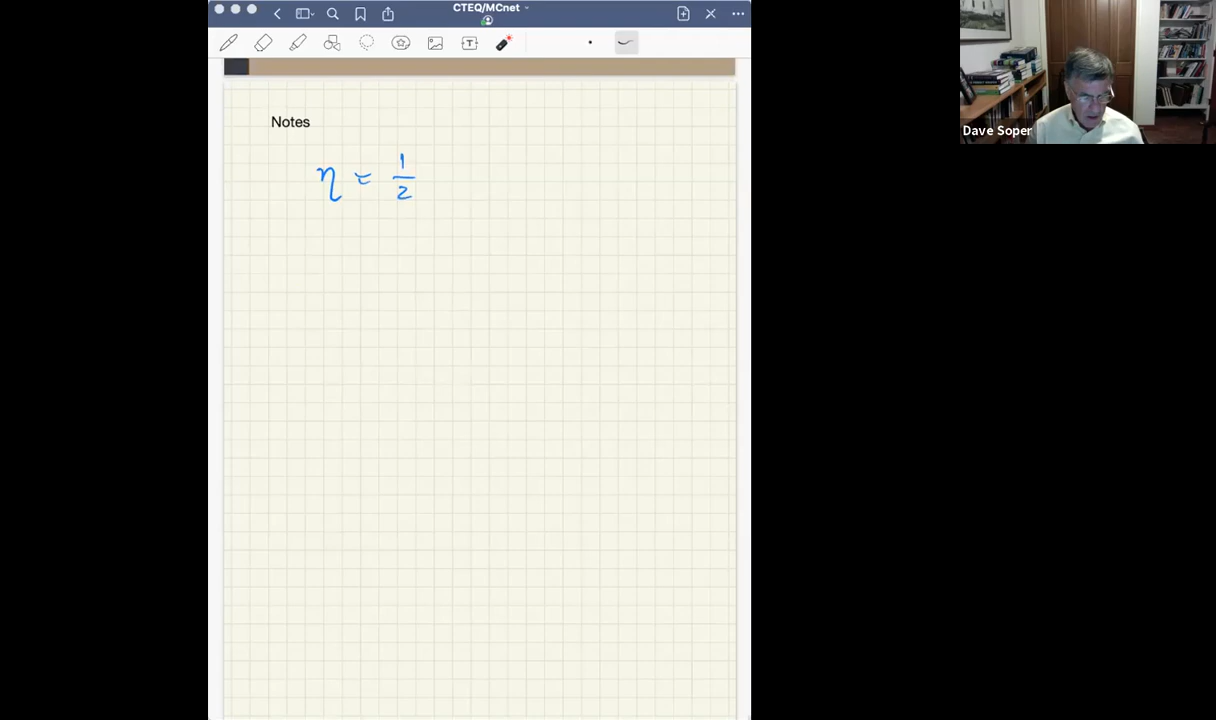 CTEQ/MCnet
Dave Soper
Notes
η = 1/2